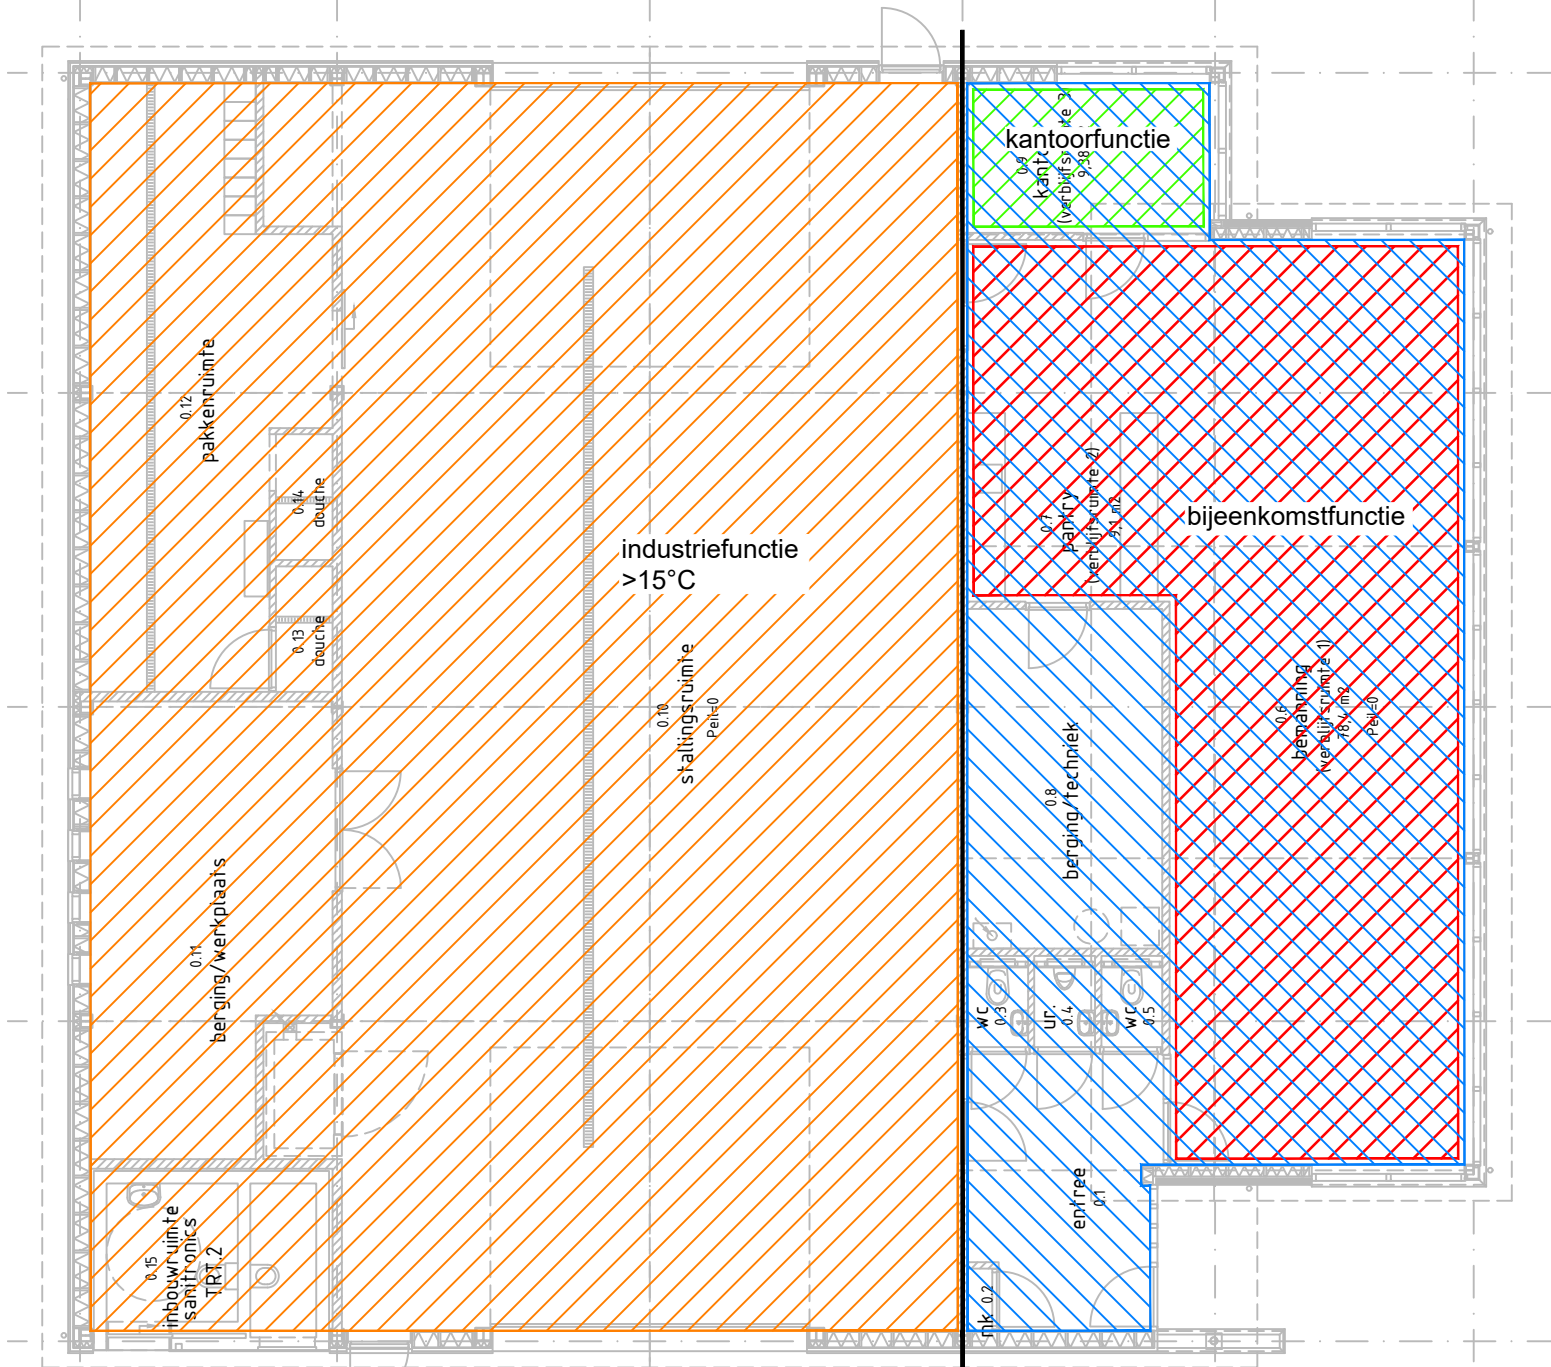 kantoorfunctie
0.9
(verblijfsruimte 3
9,38
0.12
pakkenruimte
0.14
douche
0.13
douche
industriefunctie
>15°C
bijeenkomstfunctie
0.7
pantry
(verblijfsruimte 2)
9,1 m2
0.10
stallingsruimte
Peil=0
0.6
bemanning
(verblijfsruimte 1)
78,4 m2
Peil=0
0.8
berging/techniek
0.11
berging/werkplaats
wc
0.3
ur.
0.4
wc
0.5
entree
0.1
mk 0.2
0.15
inbouwruimte
sanitronics
TRT.2